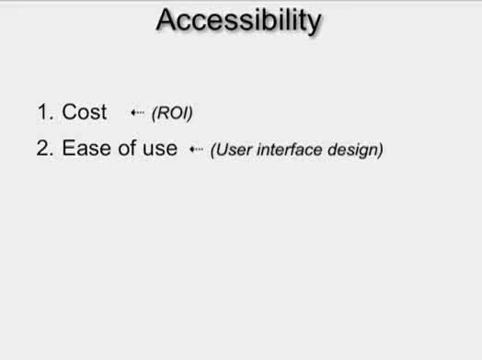 Accessibility
1. Cost ⇠ (ROI)
2. Ease of use ⇠ (User interface design)